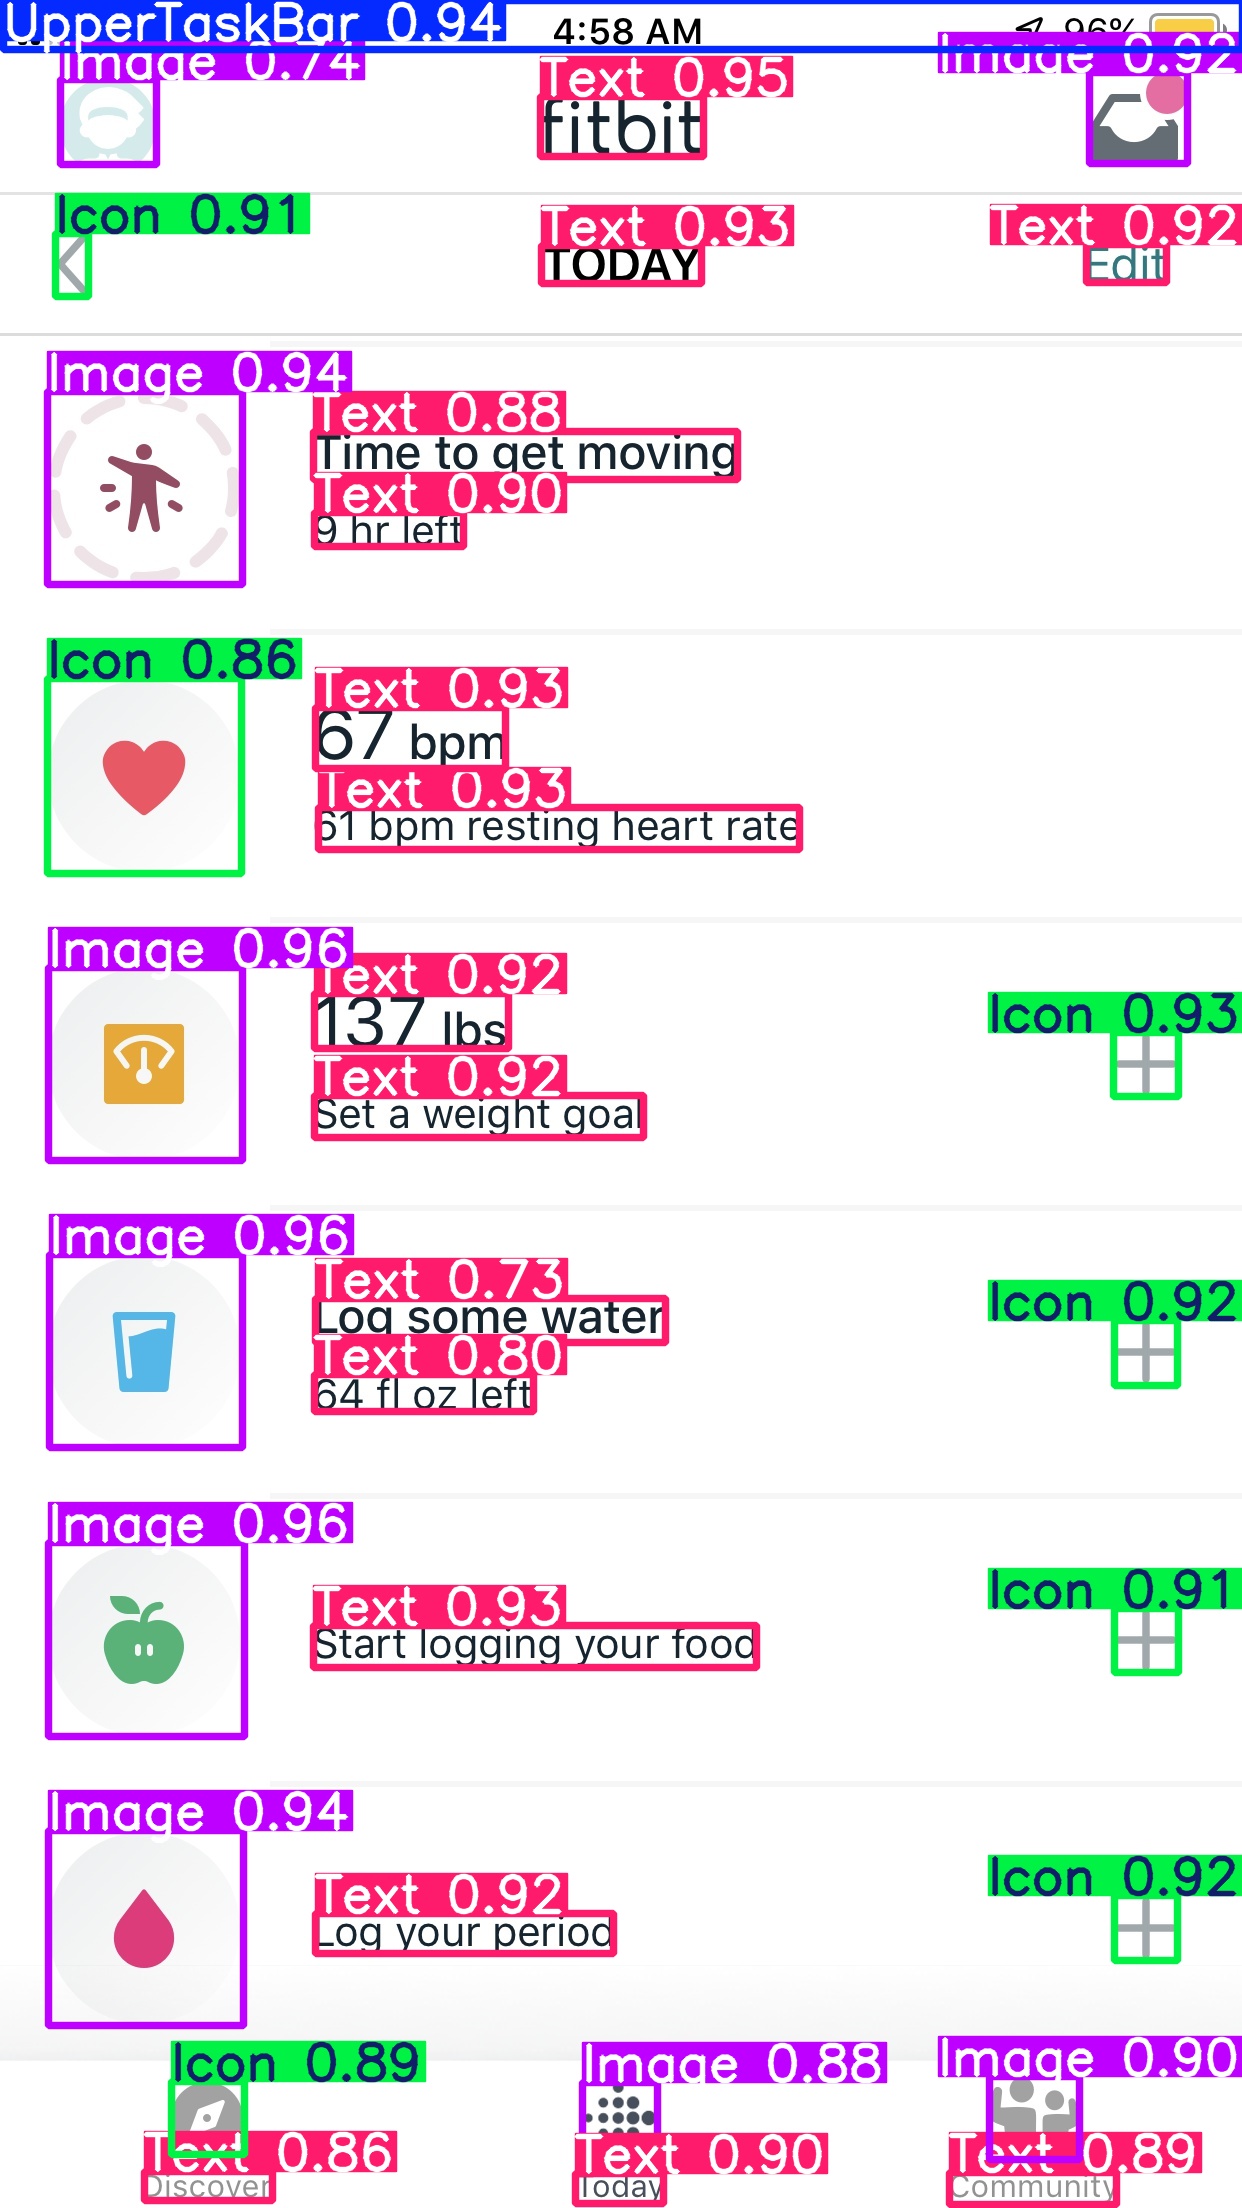 UpperTaskBar 0.94
4:58 AM
96%
Image 0.74
Text 0.95
Image 0.92
fitbit
Icon 0.91
Text 0.93
Text 0.92
TODAY
Edit
Image 0.94
Text 0.88
Time to get moving
Text 0.90
9 hr left
Icon 0.86
Text 0.93
67 bpm
Text 0.93
61 bpm resting heart rate
Image 0.96
Text 0.92
137 lbs
Icon 0.93
Text 0.92
Set a weight goal
Image 0.96
Text 0.73
Log some water
Icon 0.92
Text 0.80
64 fl oz left
Image 0.96
Text 0.93
Start logging your food
Icon 0.91
Image 0.94
Text 0.92
Log your period
Icon 0.92
Icon 0.89
Image 0.88
Image 0.90
Text 0.86
Text 0.90
Text 0.89
Discover
Today
Community